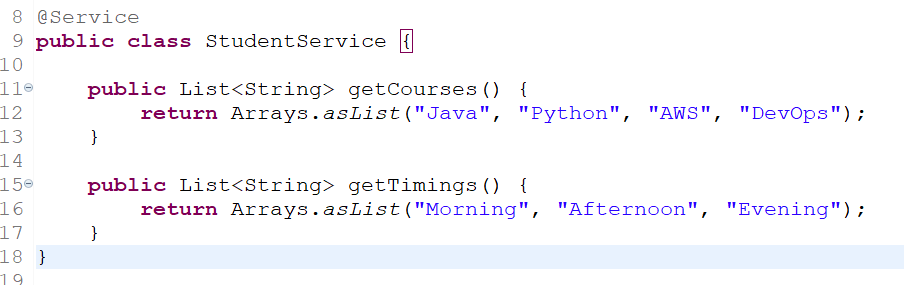 8 @Service
9 public class StudentService {
10
11 public List<String> getCourses() {
12 return Arrays.asList("Java", "Python", "AWS", "DevOps");
13 }
14
15 public List<String> getTimings() {
16 return Arrays.asList("Morning", "Afternoon", "Evening");
17 }
18 }
19